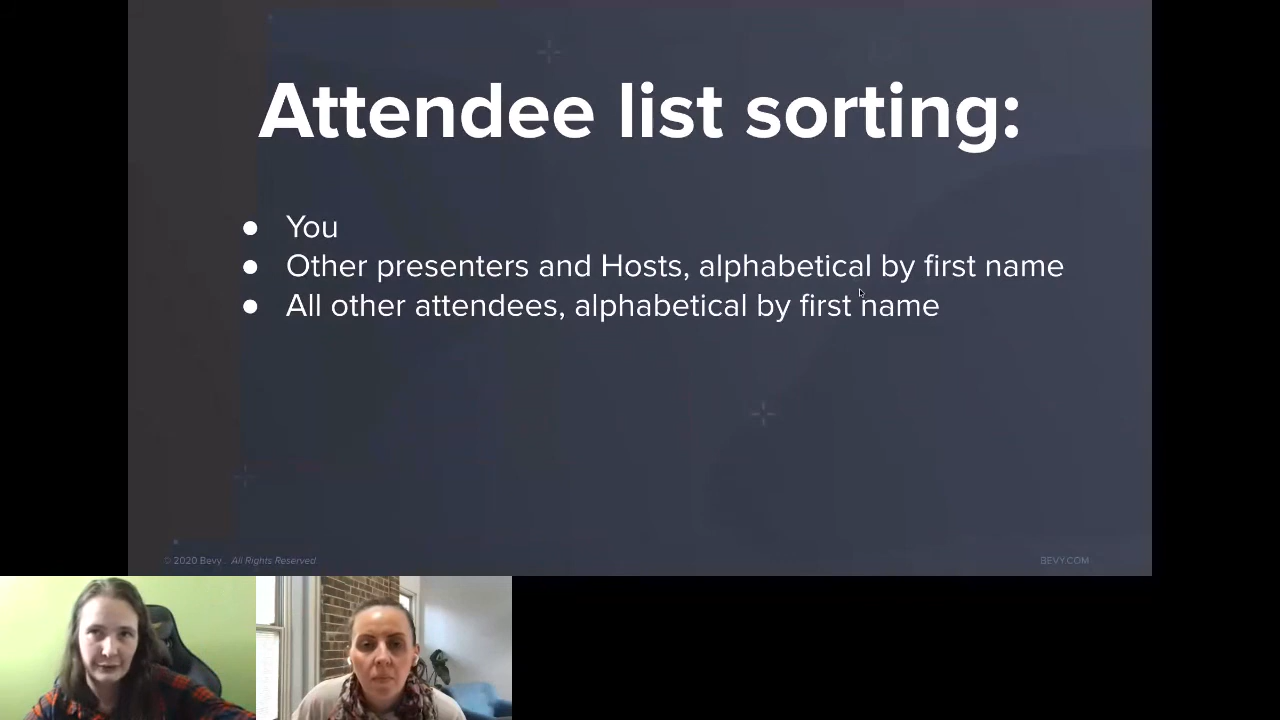 Attendee list sorting:
● You
● Other presenters and Hosts, alphabetical by first name
● All other attendees, alphabetical by first name
© 2020 Bevy. All Rights Reserved
BEVY.COM